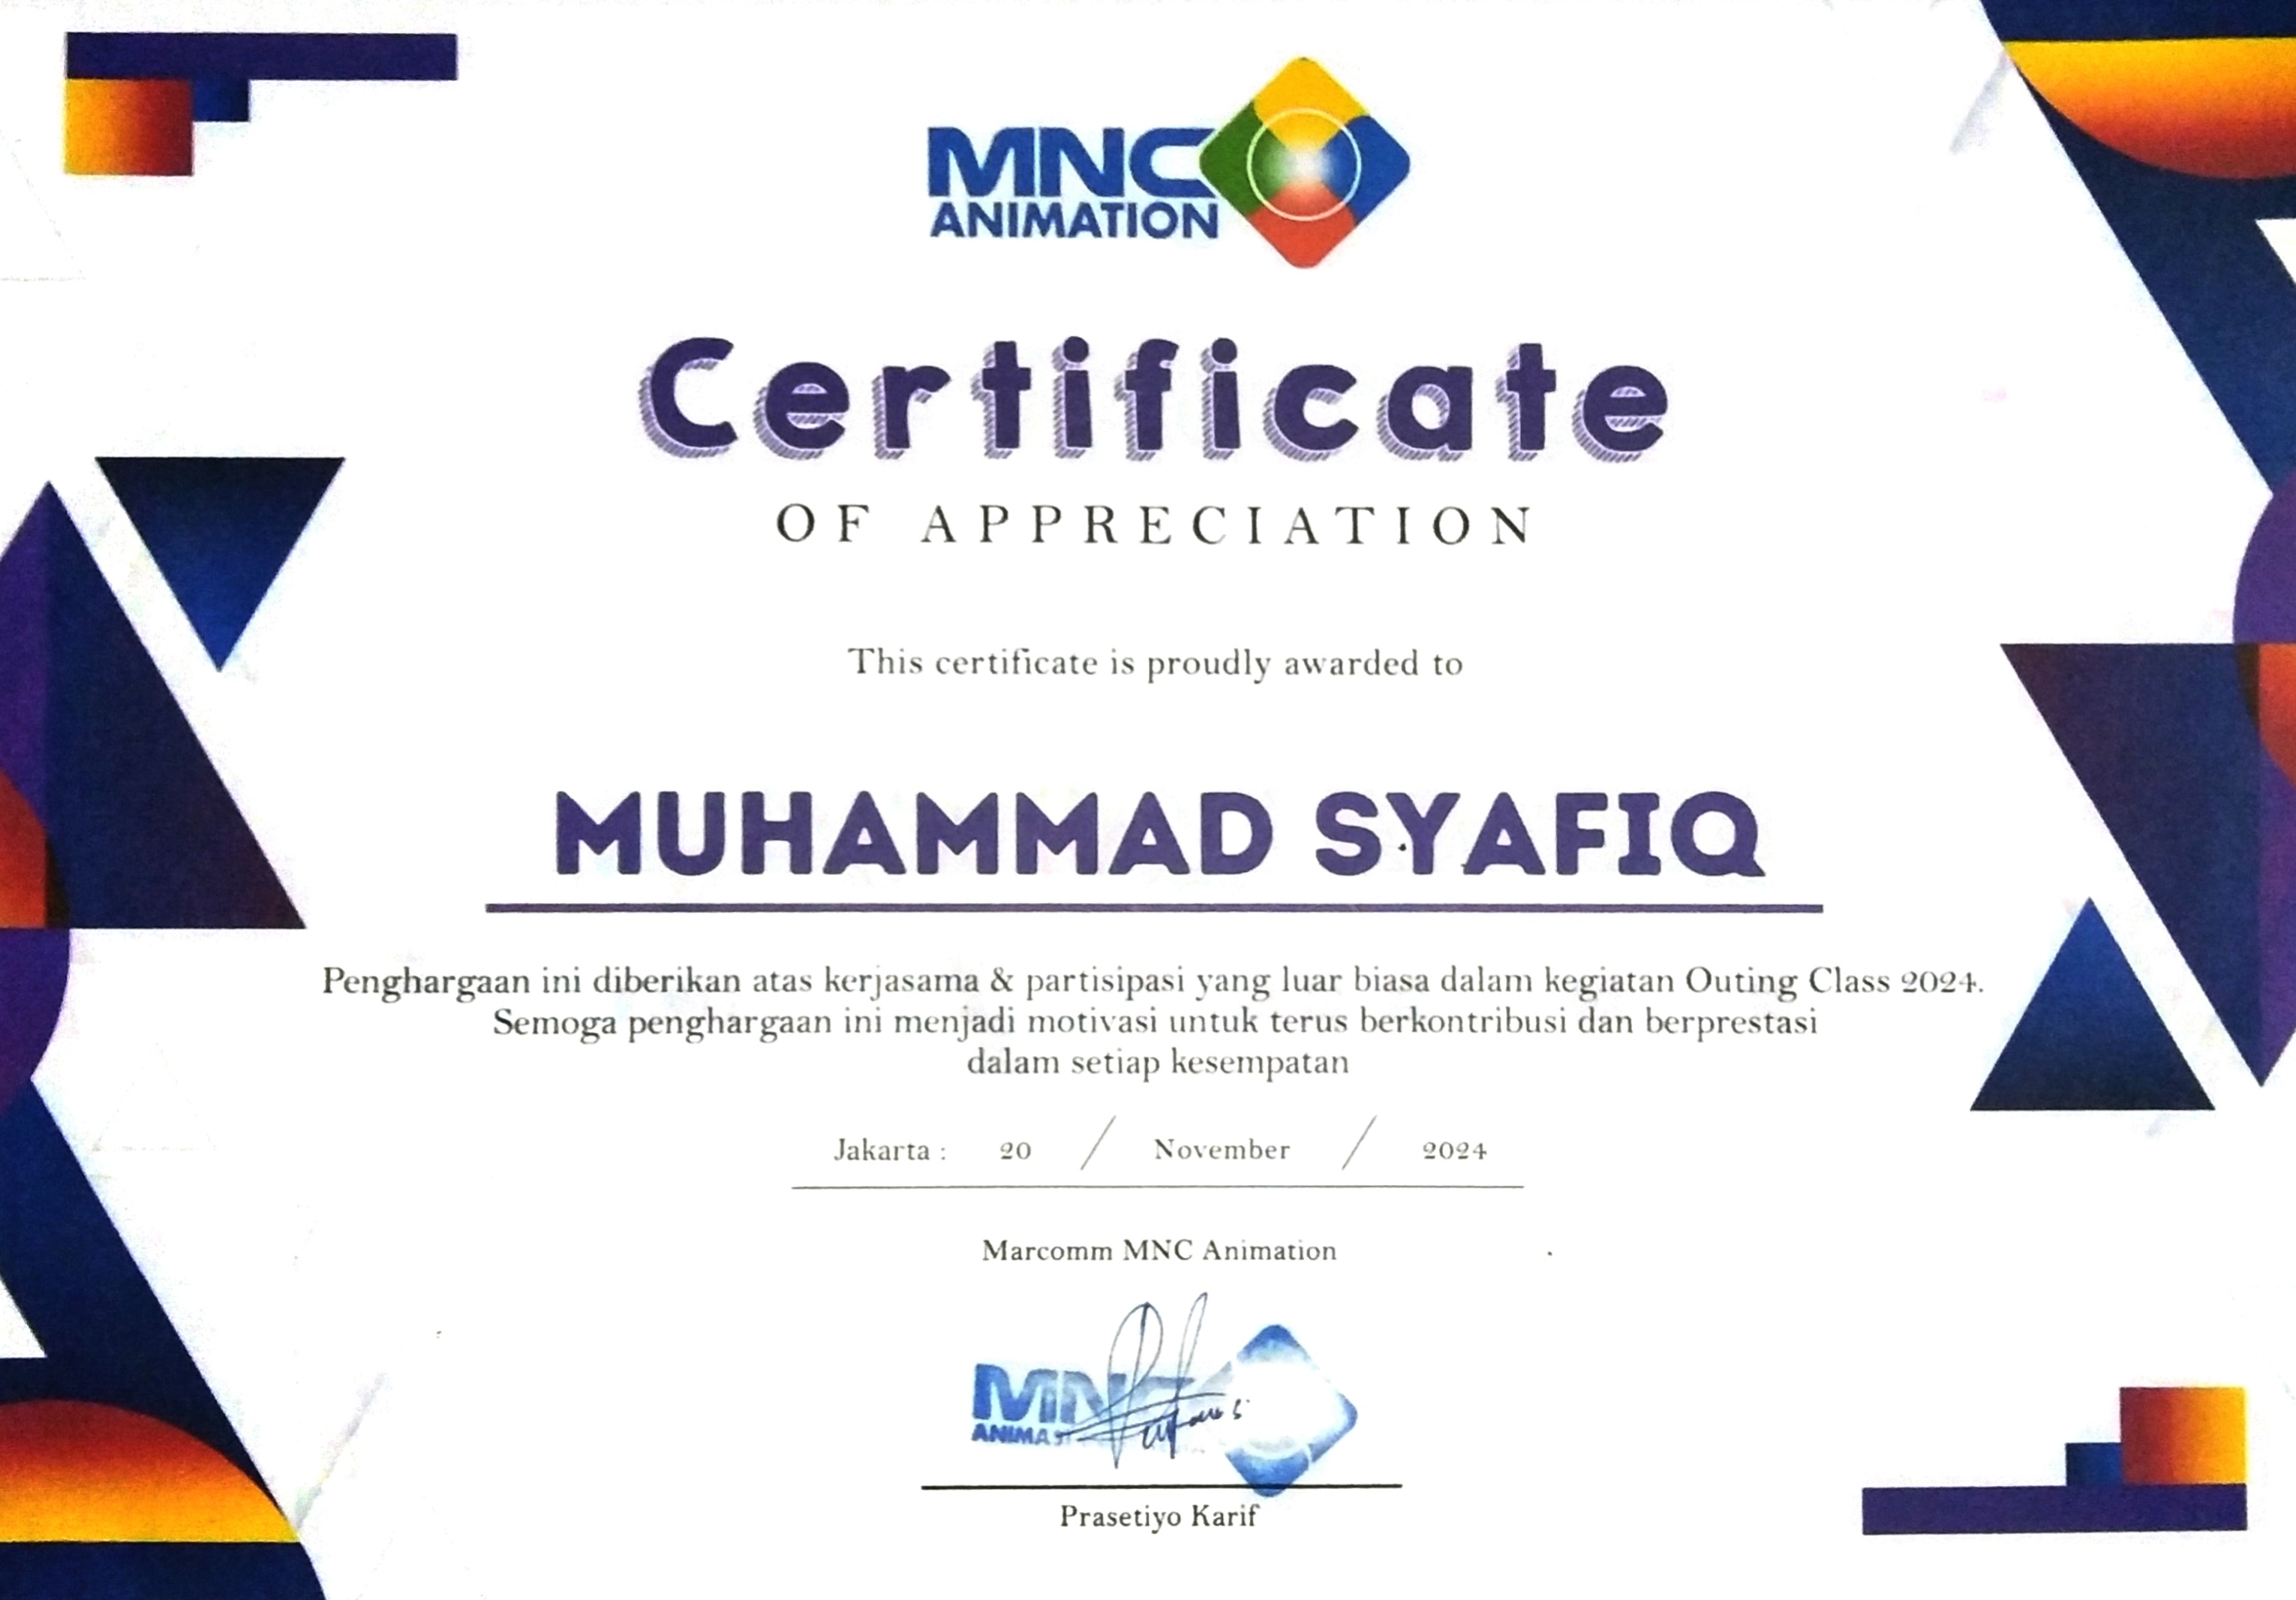 MNC
ANIMATION
Certificate
OF APPRECIATION
This certificate is proudly awarded to
MUHAMMAD SYAFIQ
Penghargaan ini diberikan atas kerjasama & partisipasi yang luar biasa dalam kegiatan Outing Class 2024.
Semoga penghargaan ini menjadi motivasi untuk terus berkontribusi dan berprestasi
dalam setiap kesempatan
Jakarta : 20 / November / 2024
Marcomm MNC Animation
MNC
Prasetiyo Karif